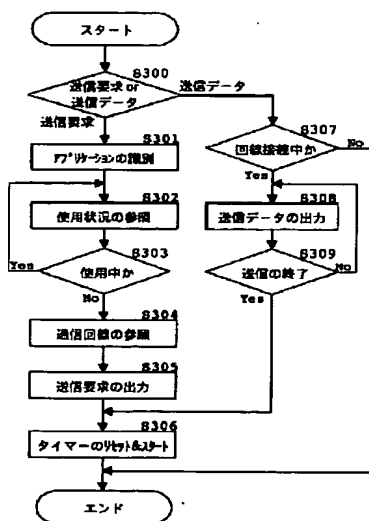 スタート
S300
送信要求 or
送信データ
送信データ
送信要求
S301
アプリケーションの識別
S307
回線接続中か
No
Yes
S302
使用状況の参照
S308
送信データの出力
S303
使用中か
Yes
No
S309
送信の終了
No
Yes
S304
通信回線の参照
S305
送信要求の出力
S306
タイマーのリセット&スタート
エンド